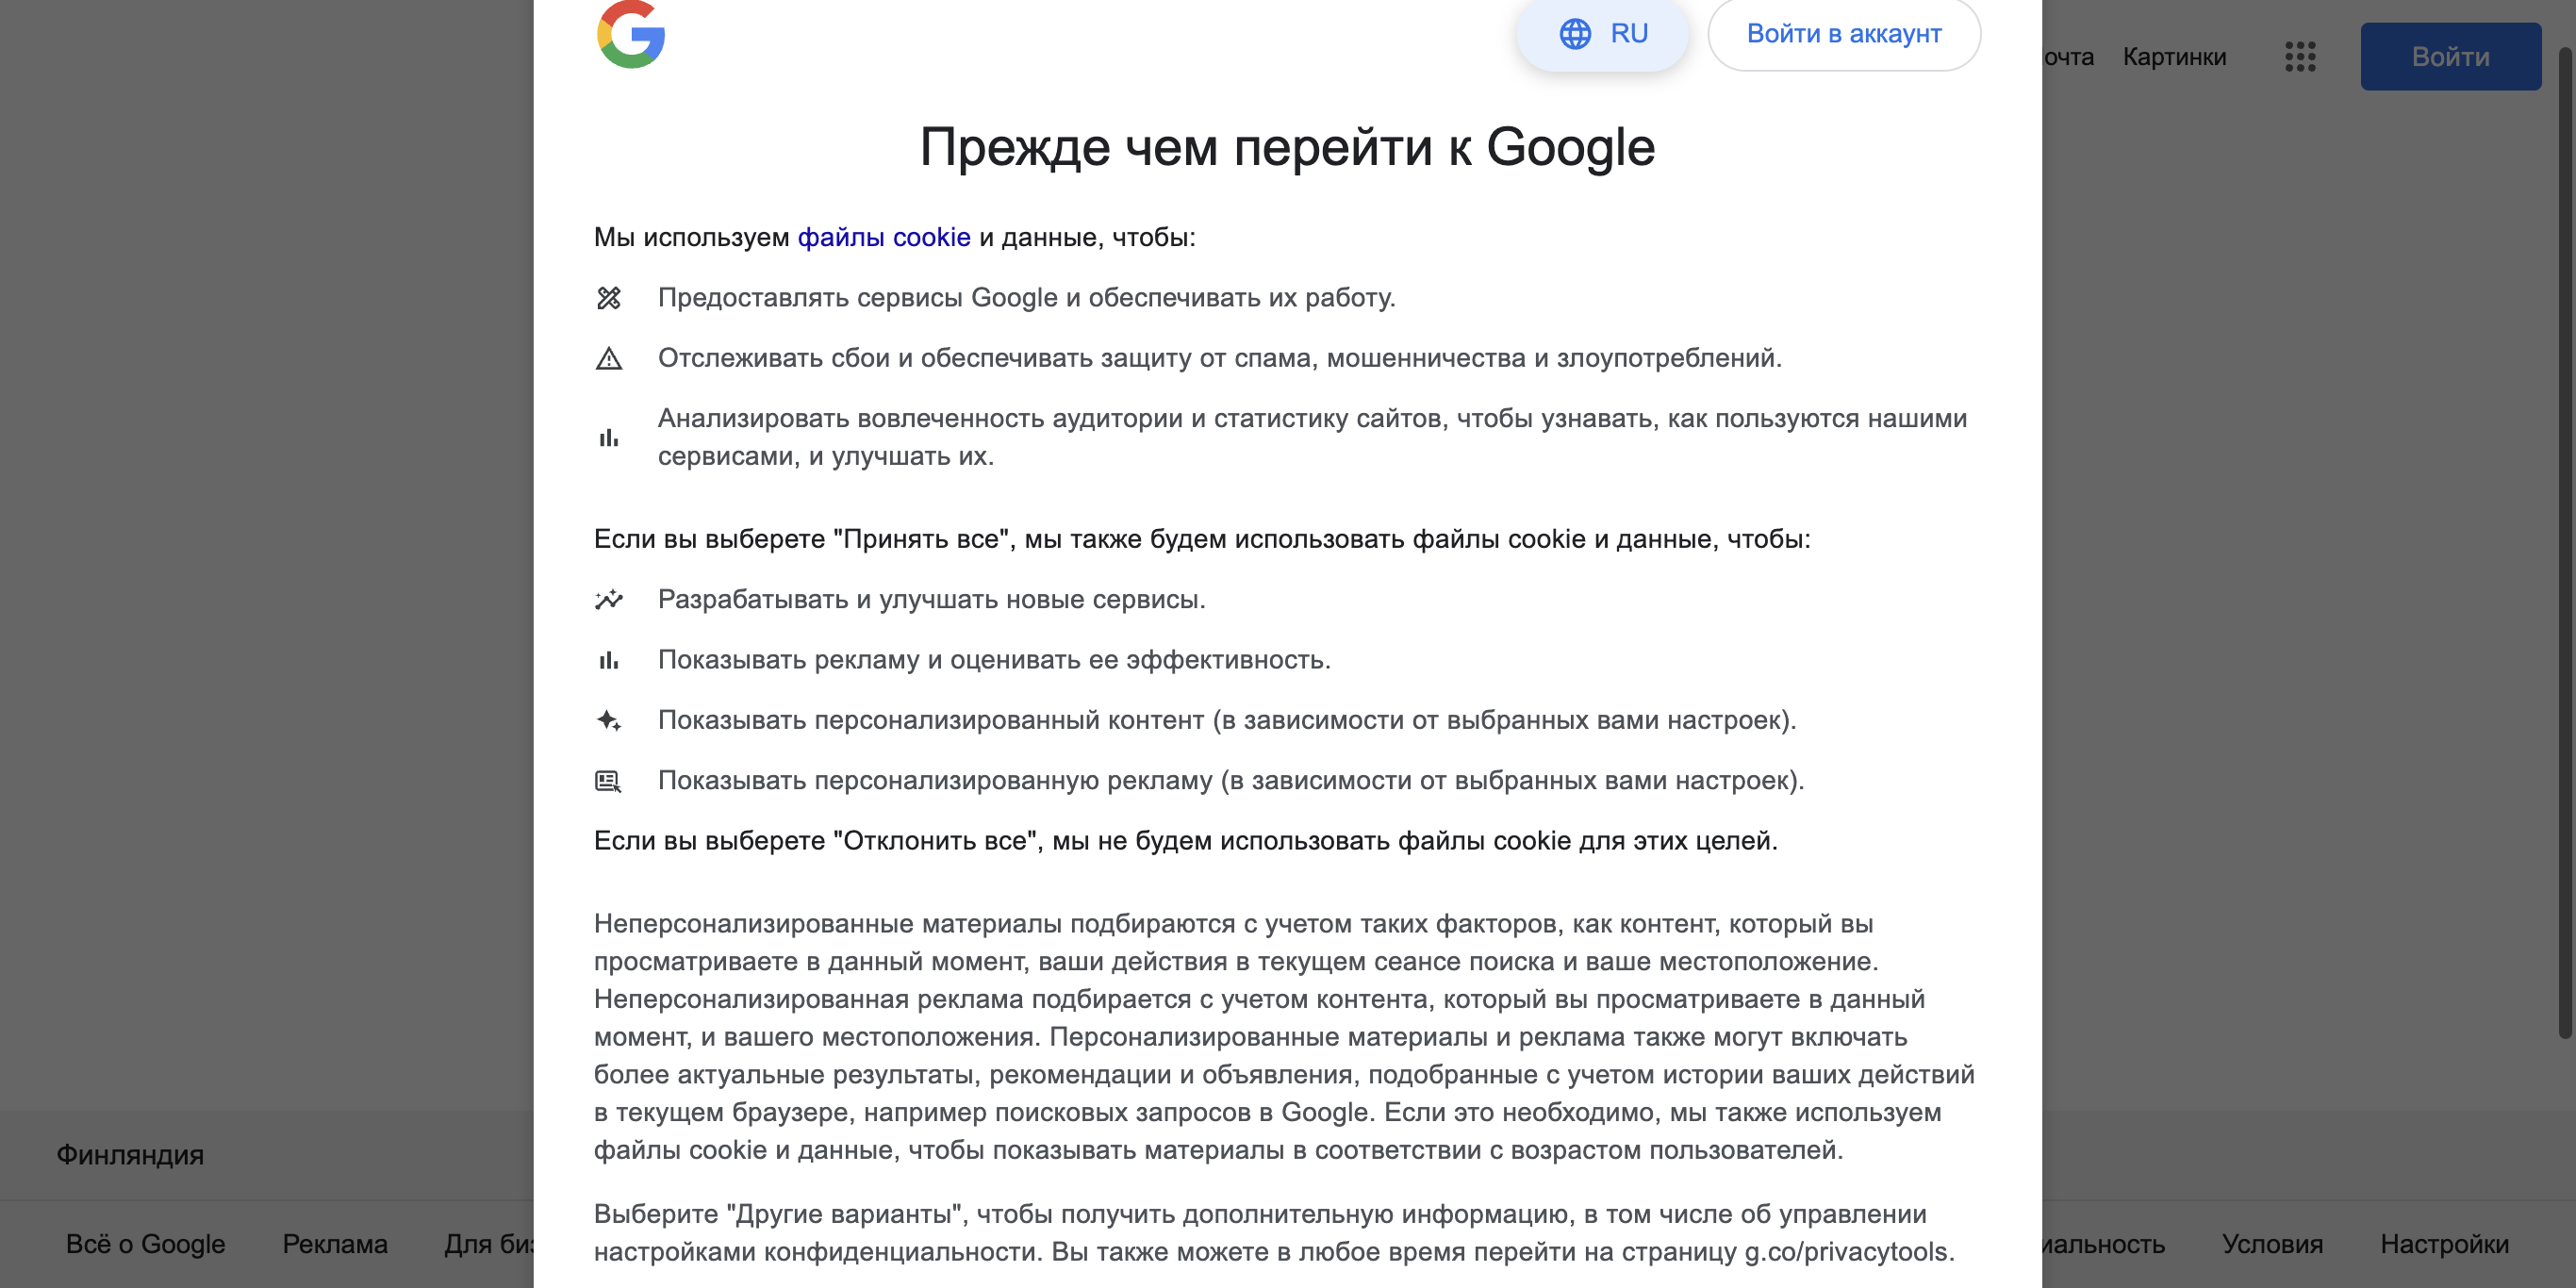 RU
Войти в аккаунт
Картинки
Войти
Прежде чем перейти к Google
Мы используем файлы cookie и данные, чтобы:
Предоставлять сервисы Google и обеспечивать их работу.
Отслеживать сбои и обеспечивать защиту от спама, мошенничества и злоупотреблений.
Анализировать вовлеченность аудитории и статистику сайтов, чтобы узнавать, как пользуются нашими
сервисами, и улучшать их.
Если вы выберете "Принять все", мы также будем использовать файлы cookie и данные, чтобы:
Разрабатывать и улучшать новые сервисы.
Показывать рекламу и оценивать ее эффективность.
Показывать персонализированный контент (в зависимости от выбранных вами настроек).
Показывать персонализированную рекламу (в зависимости от выбранных вами настроек).
Если вы выберете "Отклонить все", мы не будем использовать файлы cookie для этих целей.
Неперсонализированные материалы подбираются с учетом таких факторов, как контент, который вы
просматриваете в данный момент, ваши действия в текущем сеансе поиска и ваше местоположение.
Неперсонализированная реклама подбирается с учетом контента, который вы просматриваете в данный
момент, и вашего местоположения. Персонализированные материалы и реклама также могут включать
более актуальные результаты, рекомендации и объявления, подобранные с учетом истории ваших действий
в текущем браузере, например поисковых запросов в Google. Если это необходимо, мы также используем
файлы cookie и данные, чтобы показывать материалы в соответствии с возрастом пользователей.
Выберите "Другие варианты", чтобы получить дополнительную информацию, в том числе об управлении
настройками конфиденциальности. Вы также можете в любое время перейти на страницу g.co/privacytools.
Финляндия
Всё о Google
Реклама
Для
Условия
Настройки